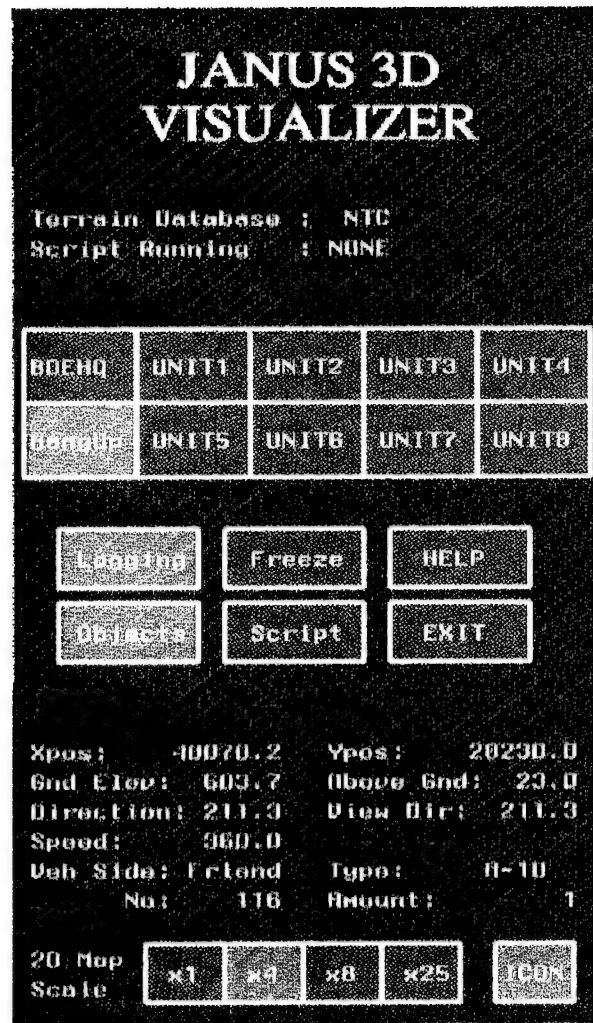 JANUS 3D
VISUALIZER
Terrain Database : NTC
Script Running : NONE
BDEHQ UNIT1 UNIT2 UNIT3 UNIT4
HangUp UNIT5 UNIT6 UNIT7 UNIT8
Logging Freeze HELP
Objects Script EXIT
Xpos: 40070.2 Ypos: 20230.0
Gnd Elev: 603.7 Above Gnd: 23.0
Direction: 211.3 View Dir: 211.3
Speed: 360.0
Veh Side: Friend Type: A-10
No: 116 Amount: 1
2D Map
Scale
x1 x4 x8 x25 ICON